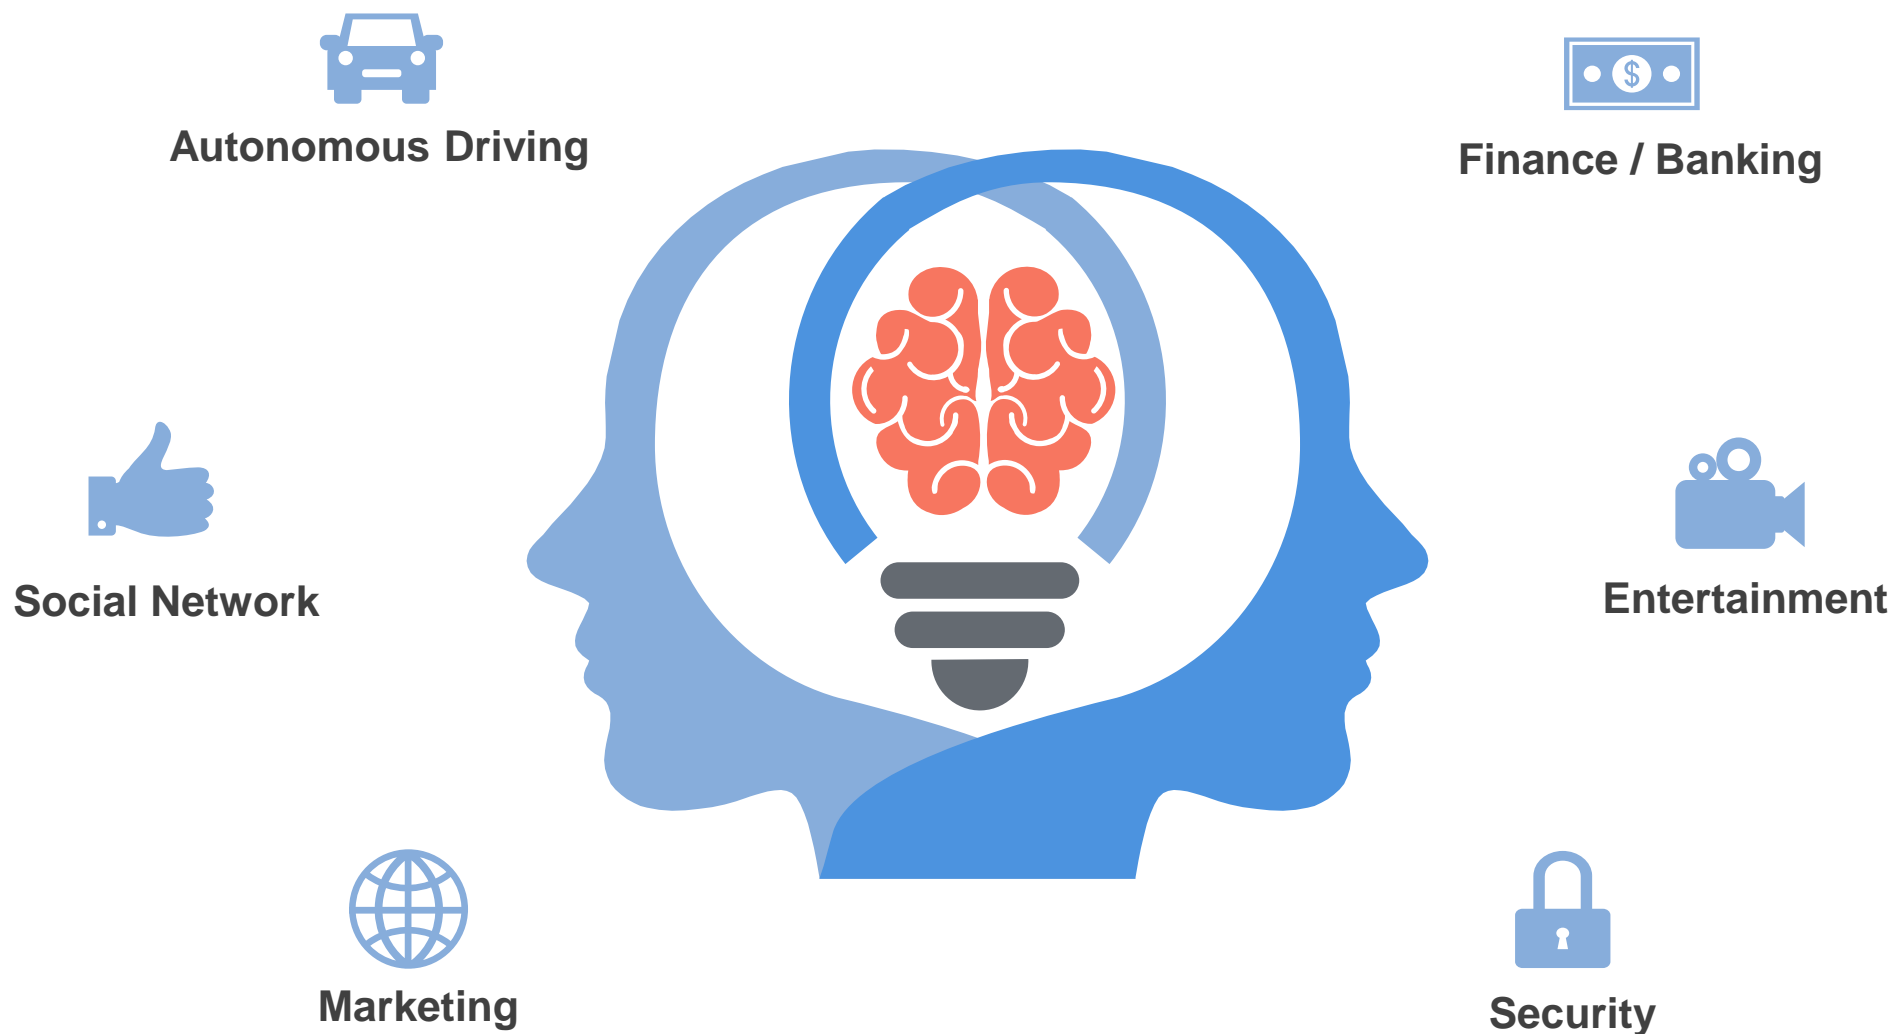 Autonomous Driving
$
Finance / Banking
Social Network
Entertainment
Marketing
Security